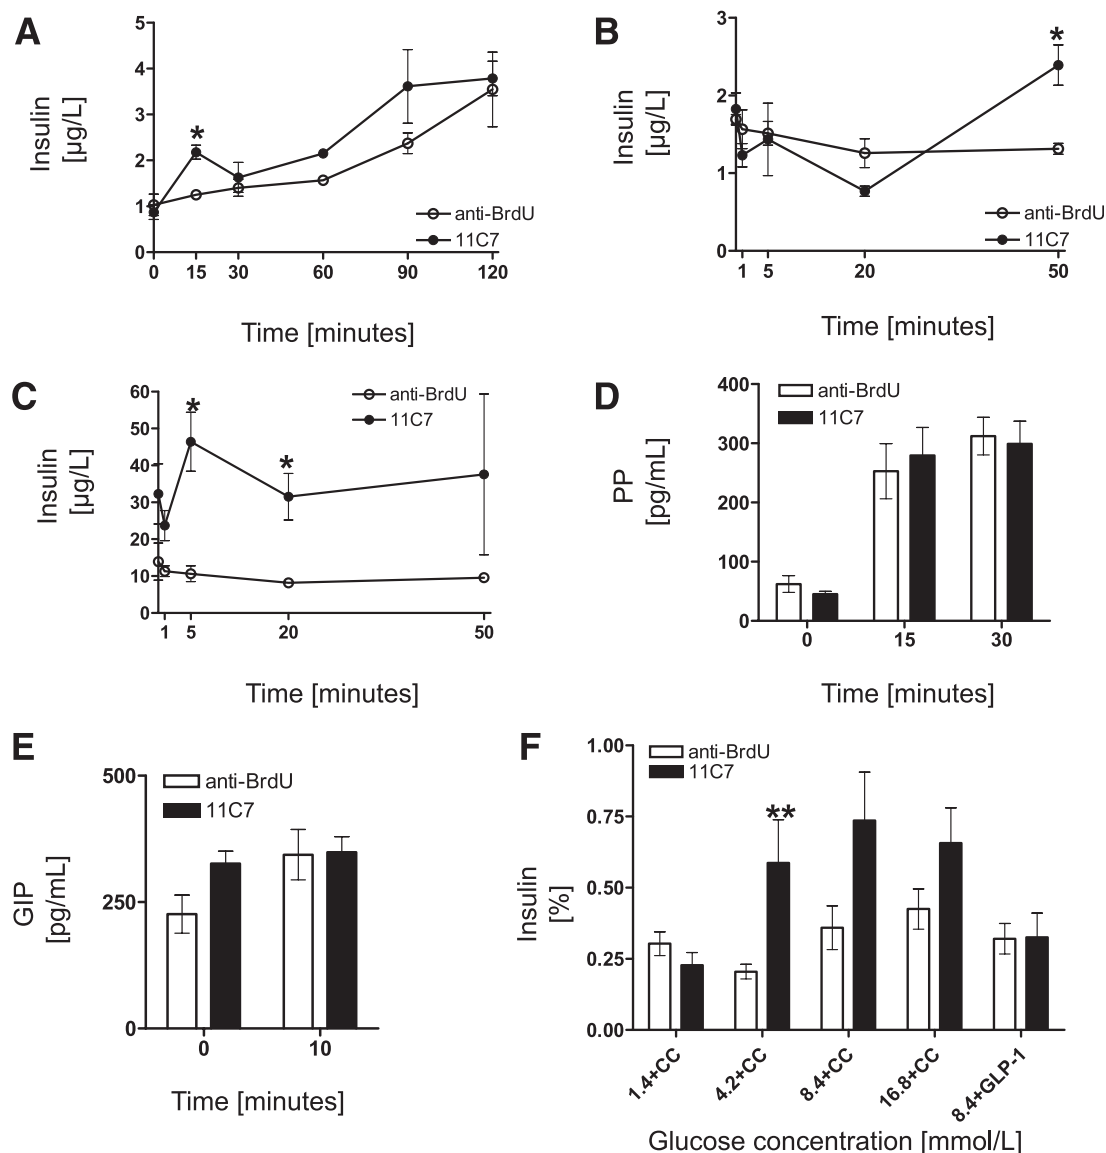 A
Insulin
[µg/L]
5
4
3
2
1
0
*
anti-BrdU
11C7
0 15 30 60 90 120
Time [minutes]
B
Insulin
[µg/L]
3
2
1
0
*
anti-BrdU
11C7
1 5 20 50
Time [minutes]
C
Insulin
[µg/L]
60
50
40
30
20
10
0
*
*
anti-BrdU
11C7
1 5 20 50
Time [minutes]
D
PP
[pg/mL]
400
300
200
100
0
anti-BrdU
11C7
0 15 30
Time [minutes]
E
GIP
[pg/mL]
500
250
0
anti-BrdU
11C7
0 10
Time [minutes]
F
Insulin
[%]
1.00
0.75
0.50
0.25
0.00
anti-BrdU
11C7
**
1.4+CC
4.2+CC
8.4+CC
16.8+CC
8.4+GLP-1
Glucose concentration [mmol/L]